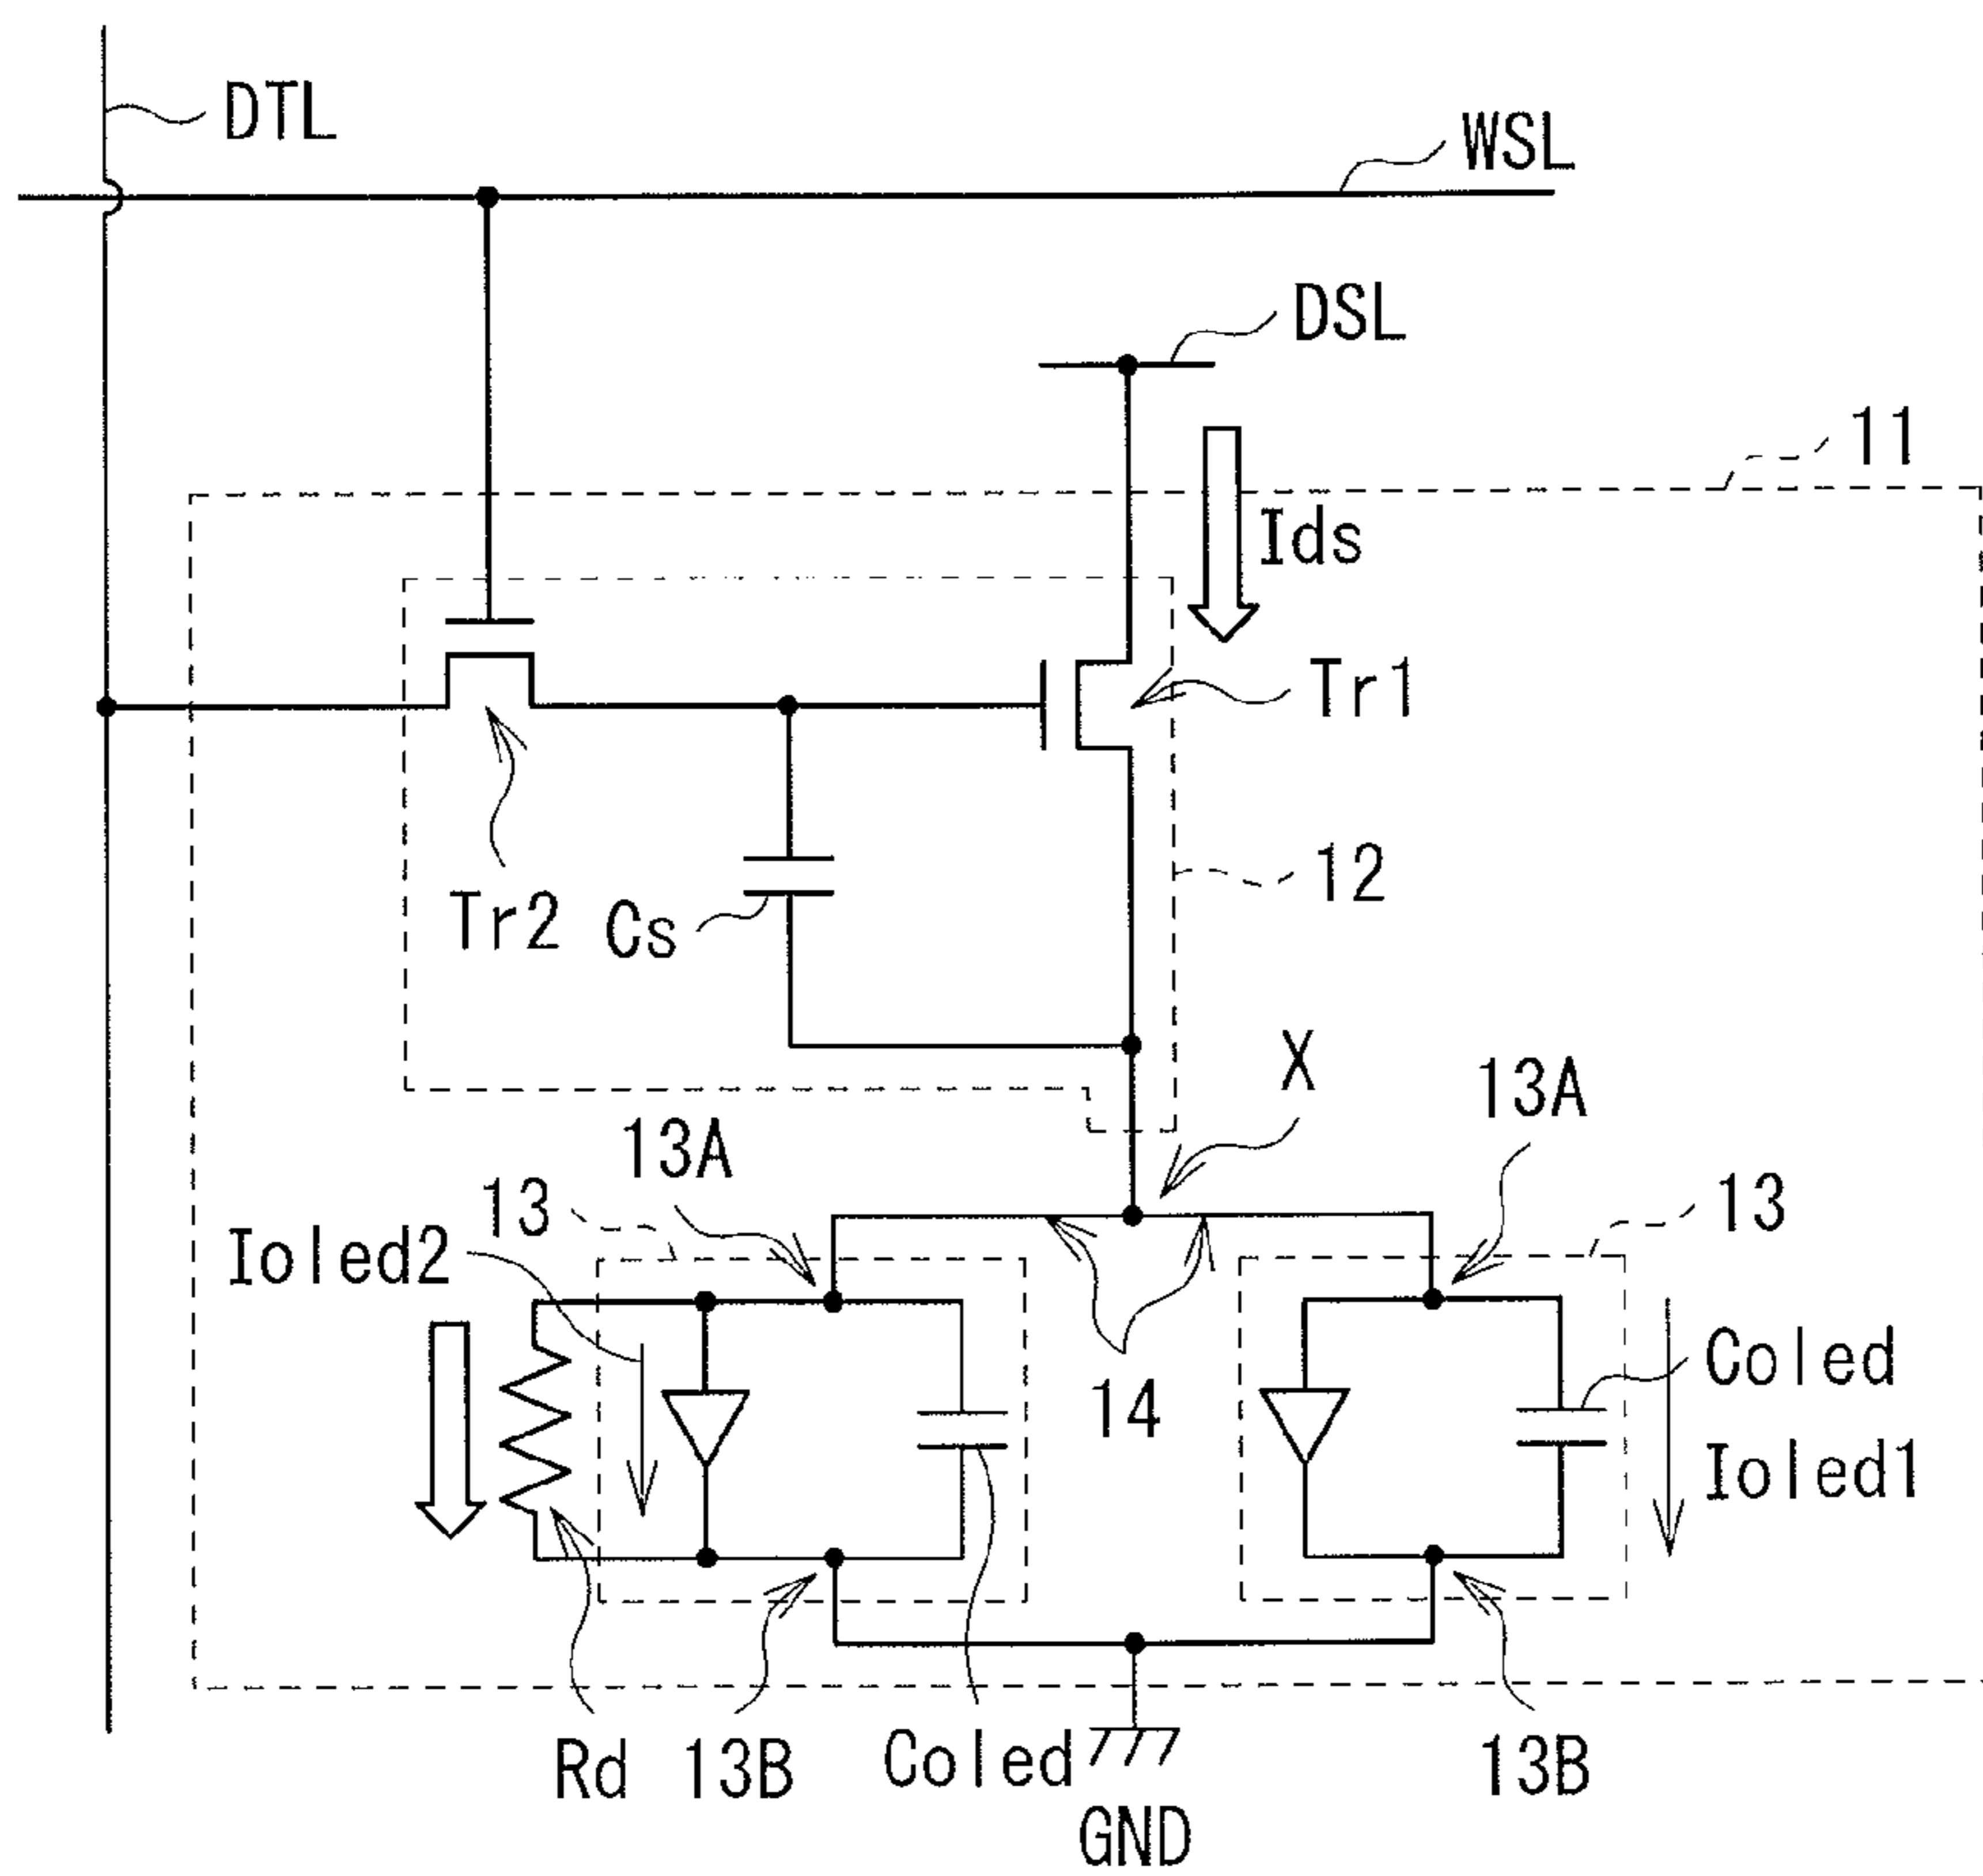 DTL
WSL
DSL
11
Ids
Tr1
12
Tr2
Cs
X
13A
13A
13
13
Ioled2
Coled
14
Ioled1
Rd
13B
Coled
13B
GND